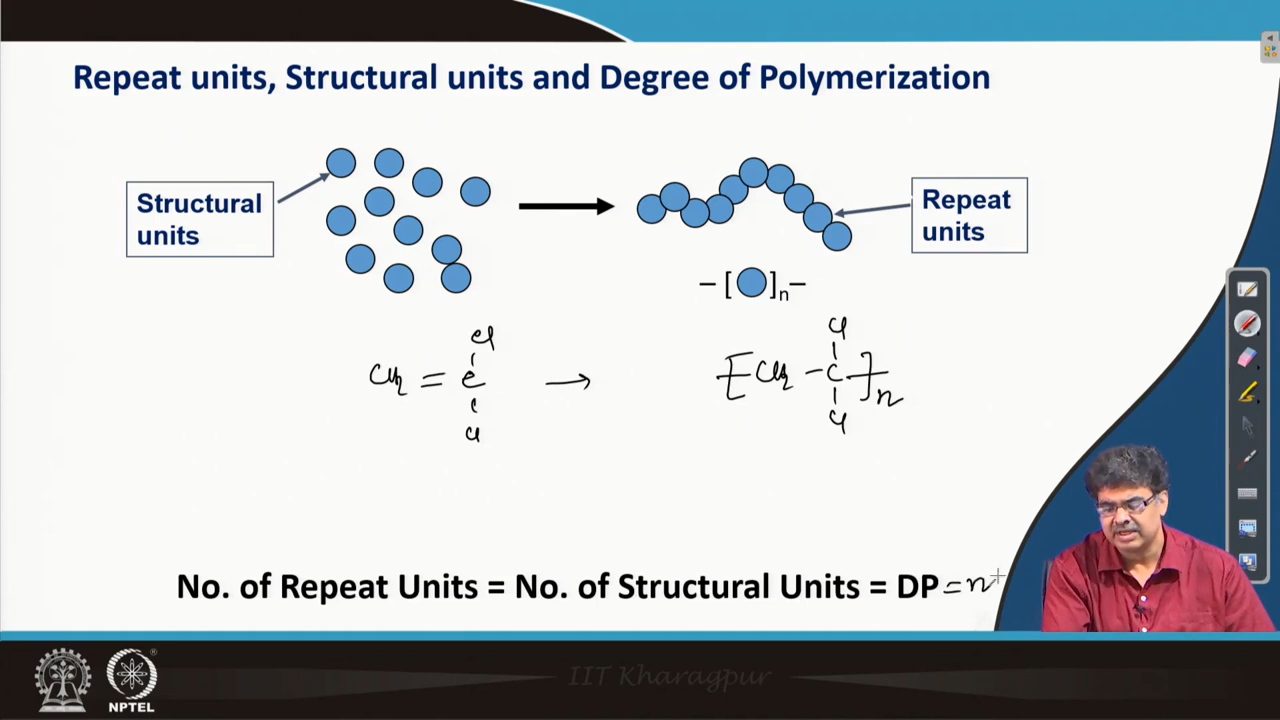 Repeat units, Structural units and Degree of Polymerization
Structural
units
Repeat
units
–[ ]n–
Cl
CH2 = C →
Cl
Cl
[CH2 – C]n
Cl
No. of Repeat Units = No. of Structural Units = DP = n
IIT Kharagpur
NPTEL